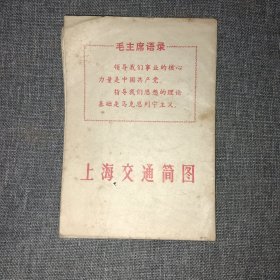 毛主席语录
领导我们事业的核心
力量是中国共产党。
指导我们思想的理论
基础是马克思列宁主义。
上海交通简图